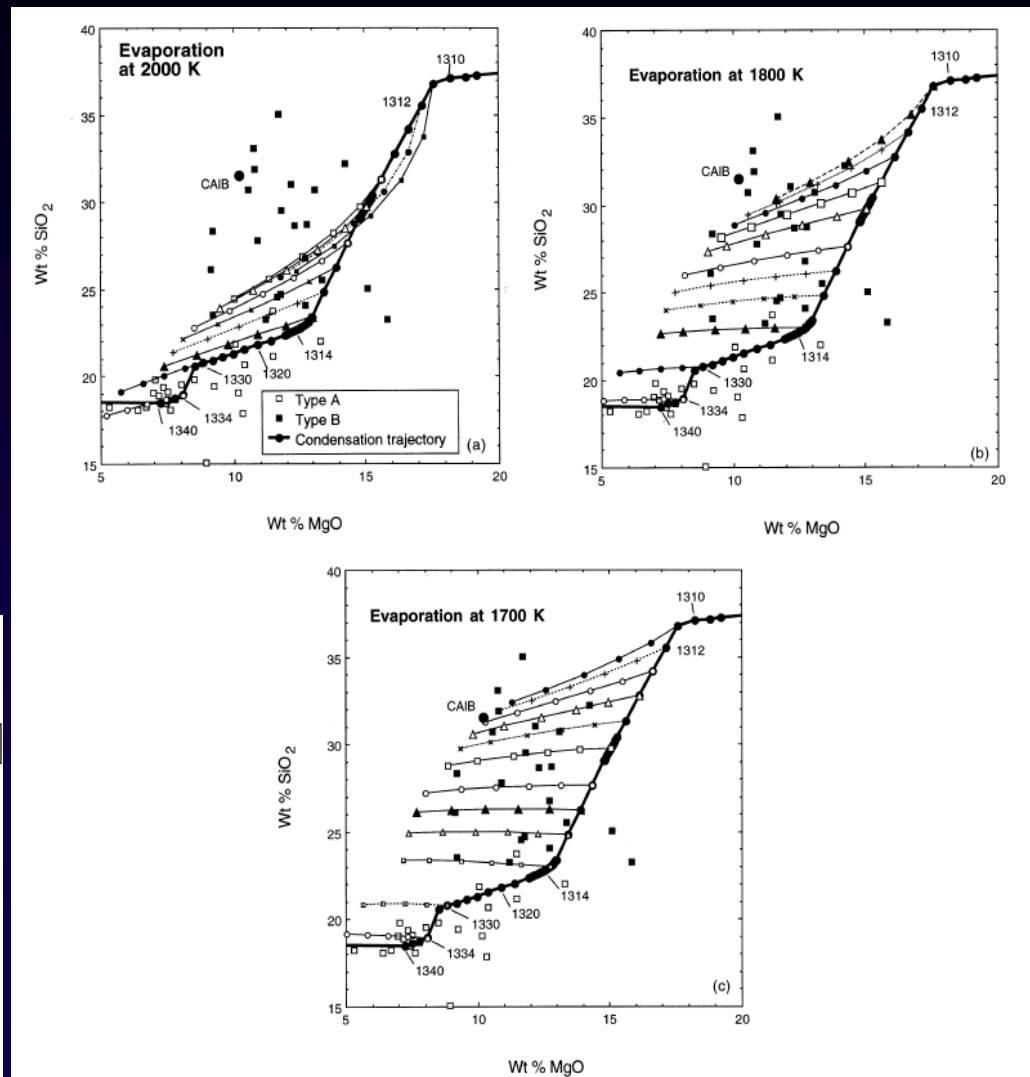 Evaporation
at 2000 K
40
35
30
25
20
15
Wt % SiO2
1310
1312
CAIB
1314
1320
1330
1334
1340
Type A
Type B
Condensation trajectory
(a)
5
10
15
20
Wt % MgO
Evaporation at 1800 K
40
35
30
25
20
15
Wt % SiO2
1310
1312
CAIB
1314
1320
1330
1334
1340
(b)
5
10
15
20
Wt % MgO
Evaporation at 1700 K
40
35
30
25
20
15
Wt % SiO2
1310
1312
CAIB
1314
1320
1330
1334
1340
(c)
5
10
15
20
Wt % MgO